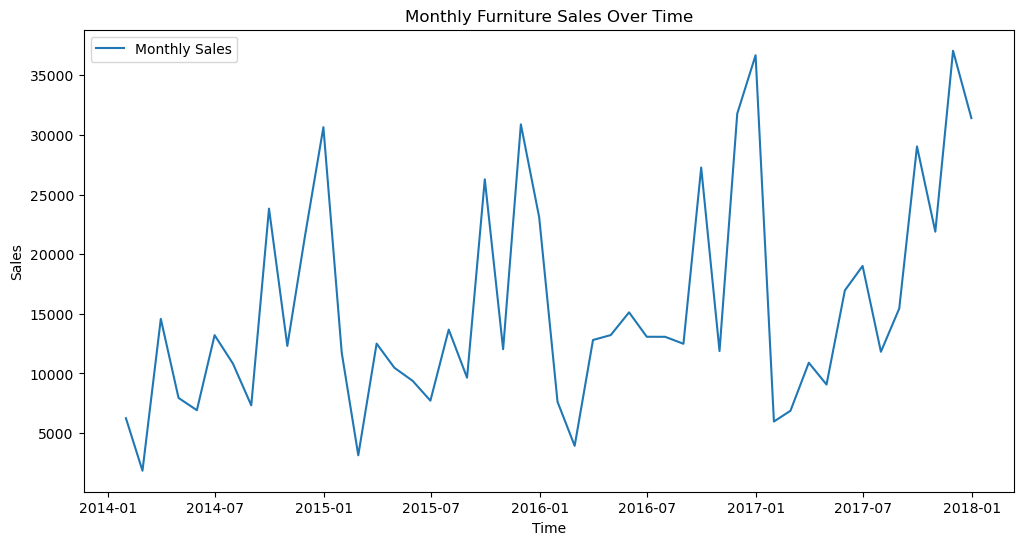 Monthly Furniture Sales Over Time
Monthly Sales
35000
30000
25000
20000
15000
10000
5000
Sales
2014-01 2014-07 2015-01 2015-07 2016-01 2016-07 2017-01 2017-07 2018-01
Time